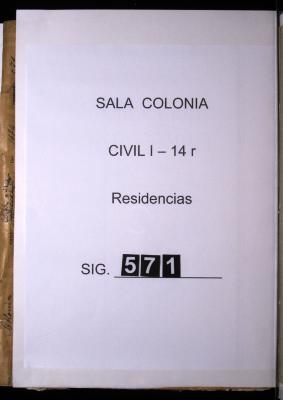 SALA COLONIA
CIVIL I – 14 r
Residencias
SIG. 571